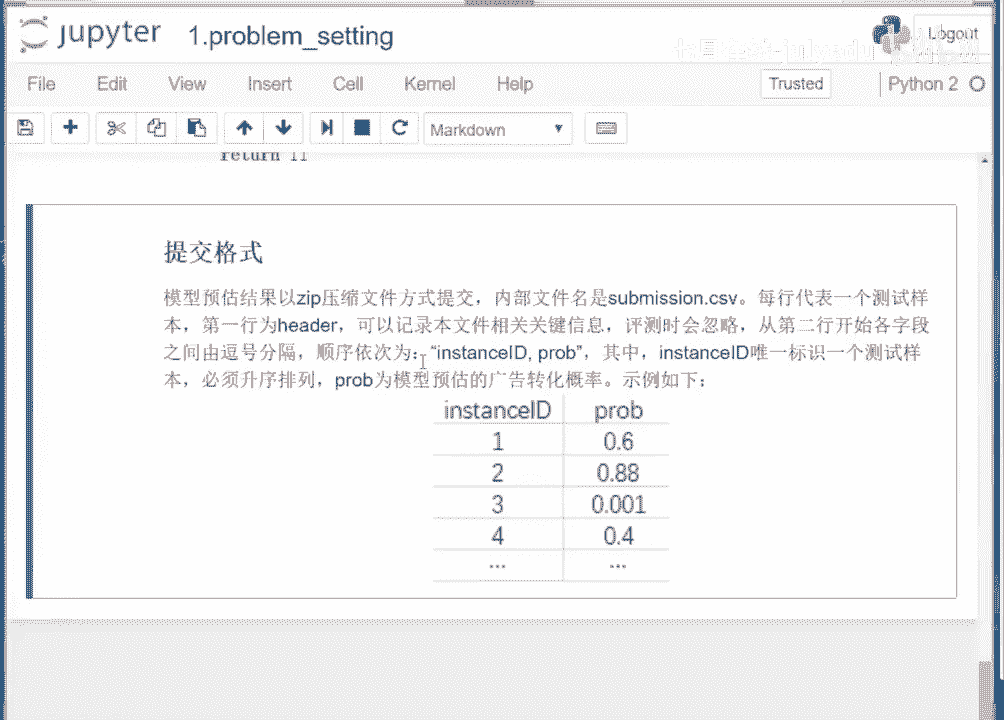 jupyter 1.problem_setting
Logout
File Edit View Insert Cell Kernel Help
Trusted
Python 2
Markdown
return ll
提交格式
模型预估结果以zip压缩文件方式提交，内部文件名是submission.csv。每行代表一个测试样
本，第一行为header，可以记录本文件相关关键信息，评测时会忽略，从第二行开始各字段
之间由逗号分隔，顺序依次为：“instanceID, prob”，其中，instanceID唯一标识一个测试样
本，必须升序排列，prob为模型预估的广告转化概率。示例如下：
instanceID prob
1 0.6
2 0.88
3 0.001
4 0.4
... ...